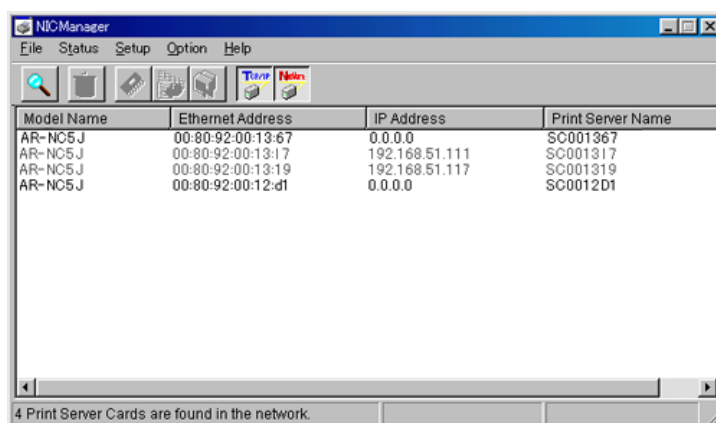 NICManager
File Status Setup Option Help
TCP/IP NetWare
Model Name Ethernet Address IP Address Print Server Name
AR-NC5J 00:80:92:00:13:67 0.0.0.0 SC001367
AR-NC5J 00:80:92:00:13:17 192.168.51.111 SC001317
AR-NC5J 00:80:92:00:13:19 192.168.51.117 SC001319
AR-NC5J 00:80:92:00:12:d1 0.0.0.0 SC0012D1
4 Print Server Cards are found in the network.